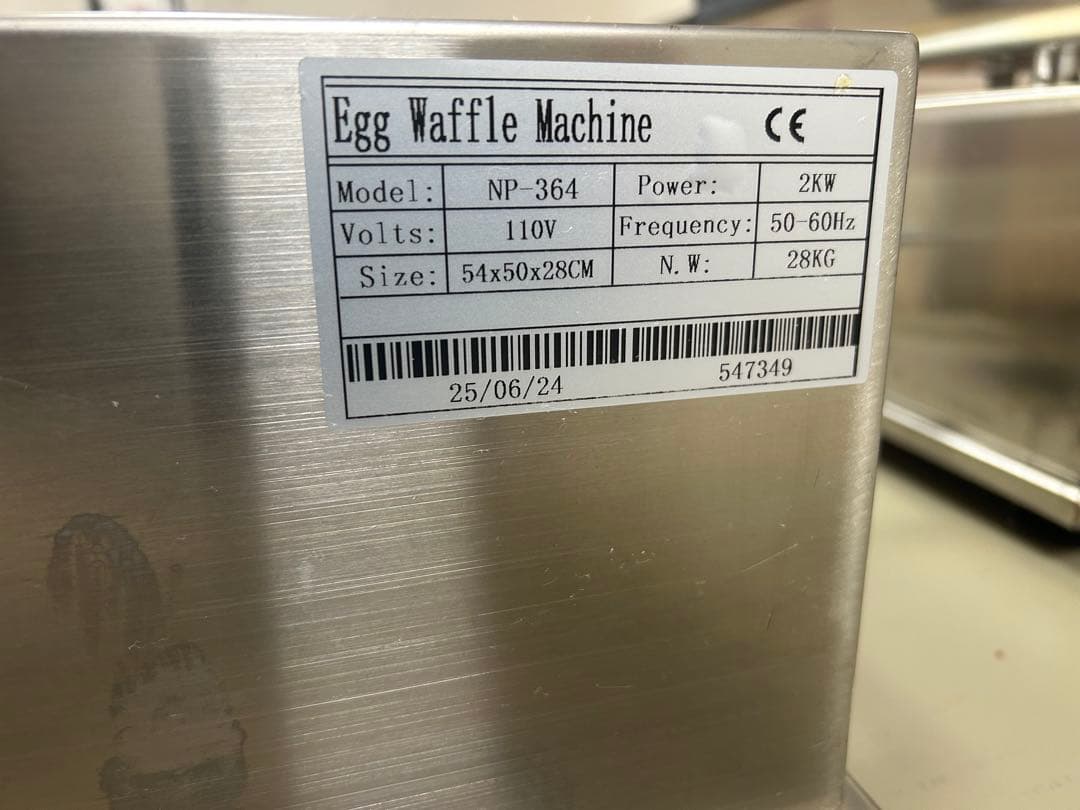 Egg Waffle Machine CE
Model: NP-364 Power: 2KW
Volts: 110V Frequency: 50-60Hz
Size: 54x50x28CM N.W: 28KG
25/06/24 547349